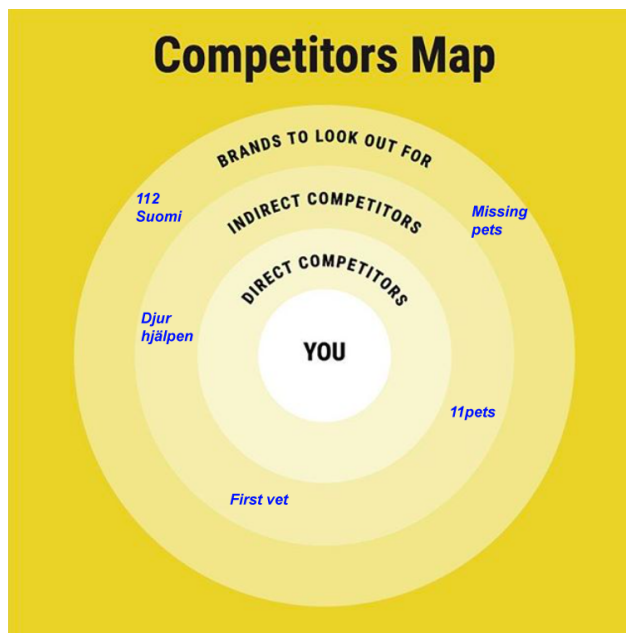 Competitors Map
BRANDS TO LOOK OUT FOR
112
Suomi
INDIRECT COMPETITORS
Missing
pets
DIRECT COMPETITORS
Djur
hjälpen
YOU
11pets
First vet